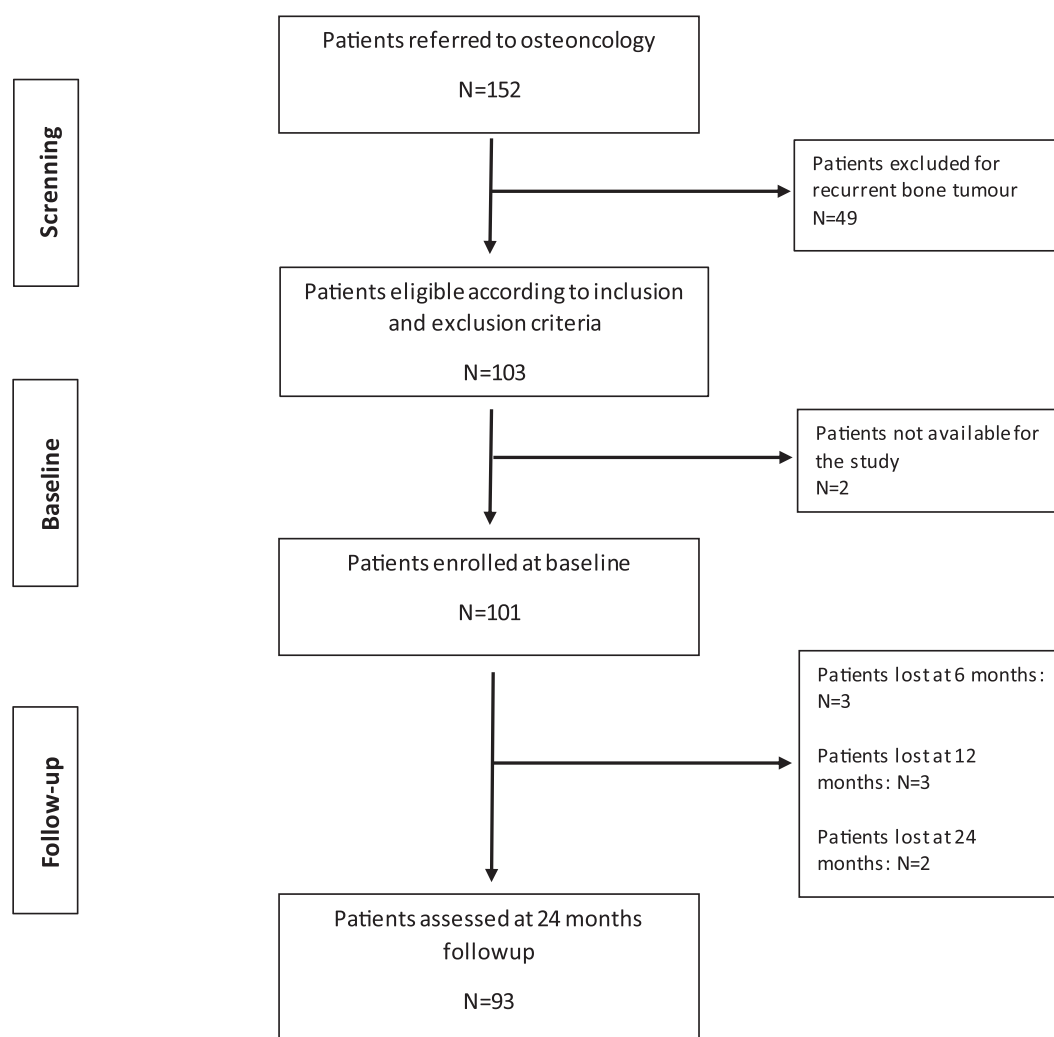 Patients referred to osteoncology
N=152
Screnning
Patients excluded for
recurrent bone tumour
N=49
Patients eligible according to inclusion
and exclusion criteria
N=103
Baseline
Patients not available for
the study
N=2
Patients enrolled at baseline
N=101
Follow-up
Patients lost at 6 months:
N=3
Patients lost at 12
months: N=3
Patients lost at 24
months: N=2
Patients assessed at 24 months
followup
N=93